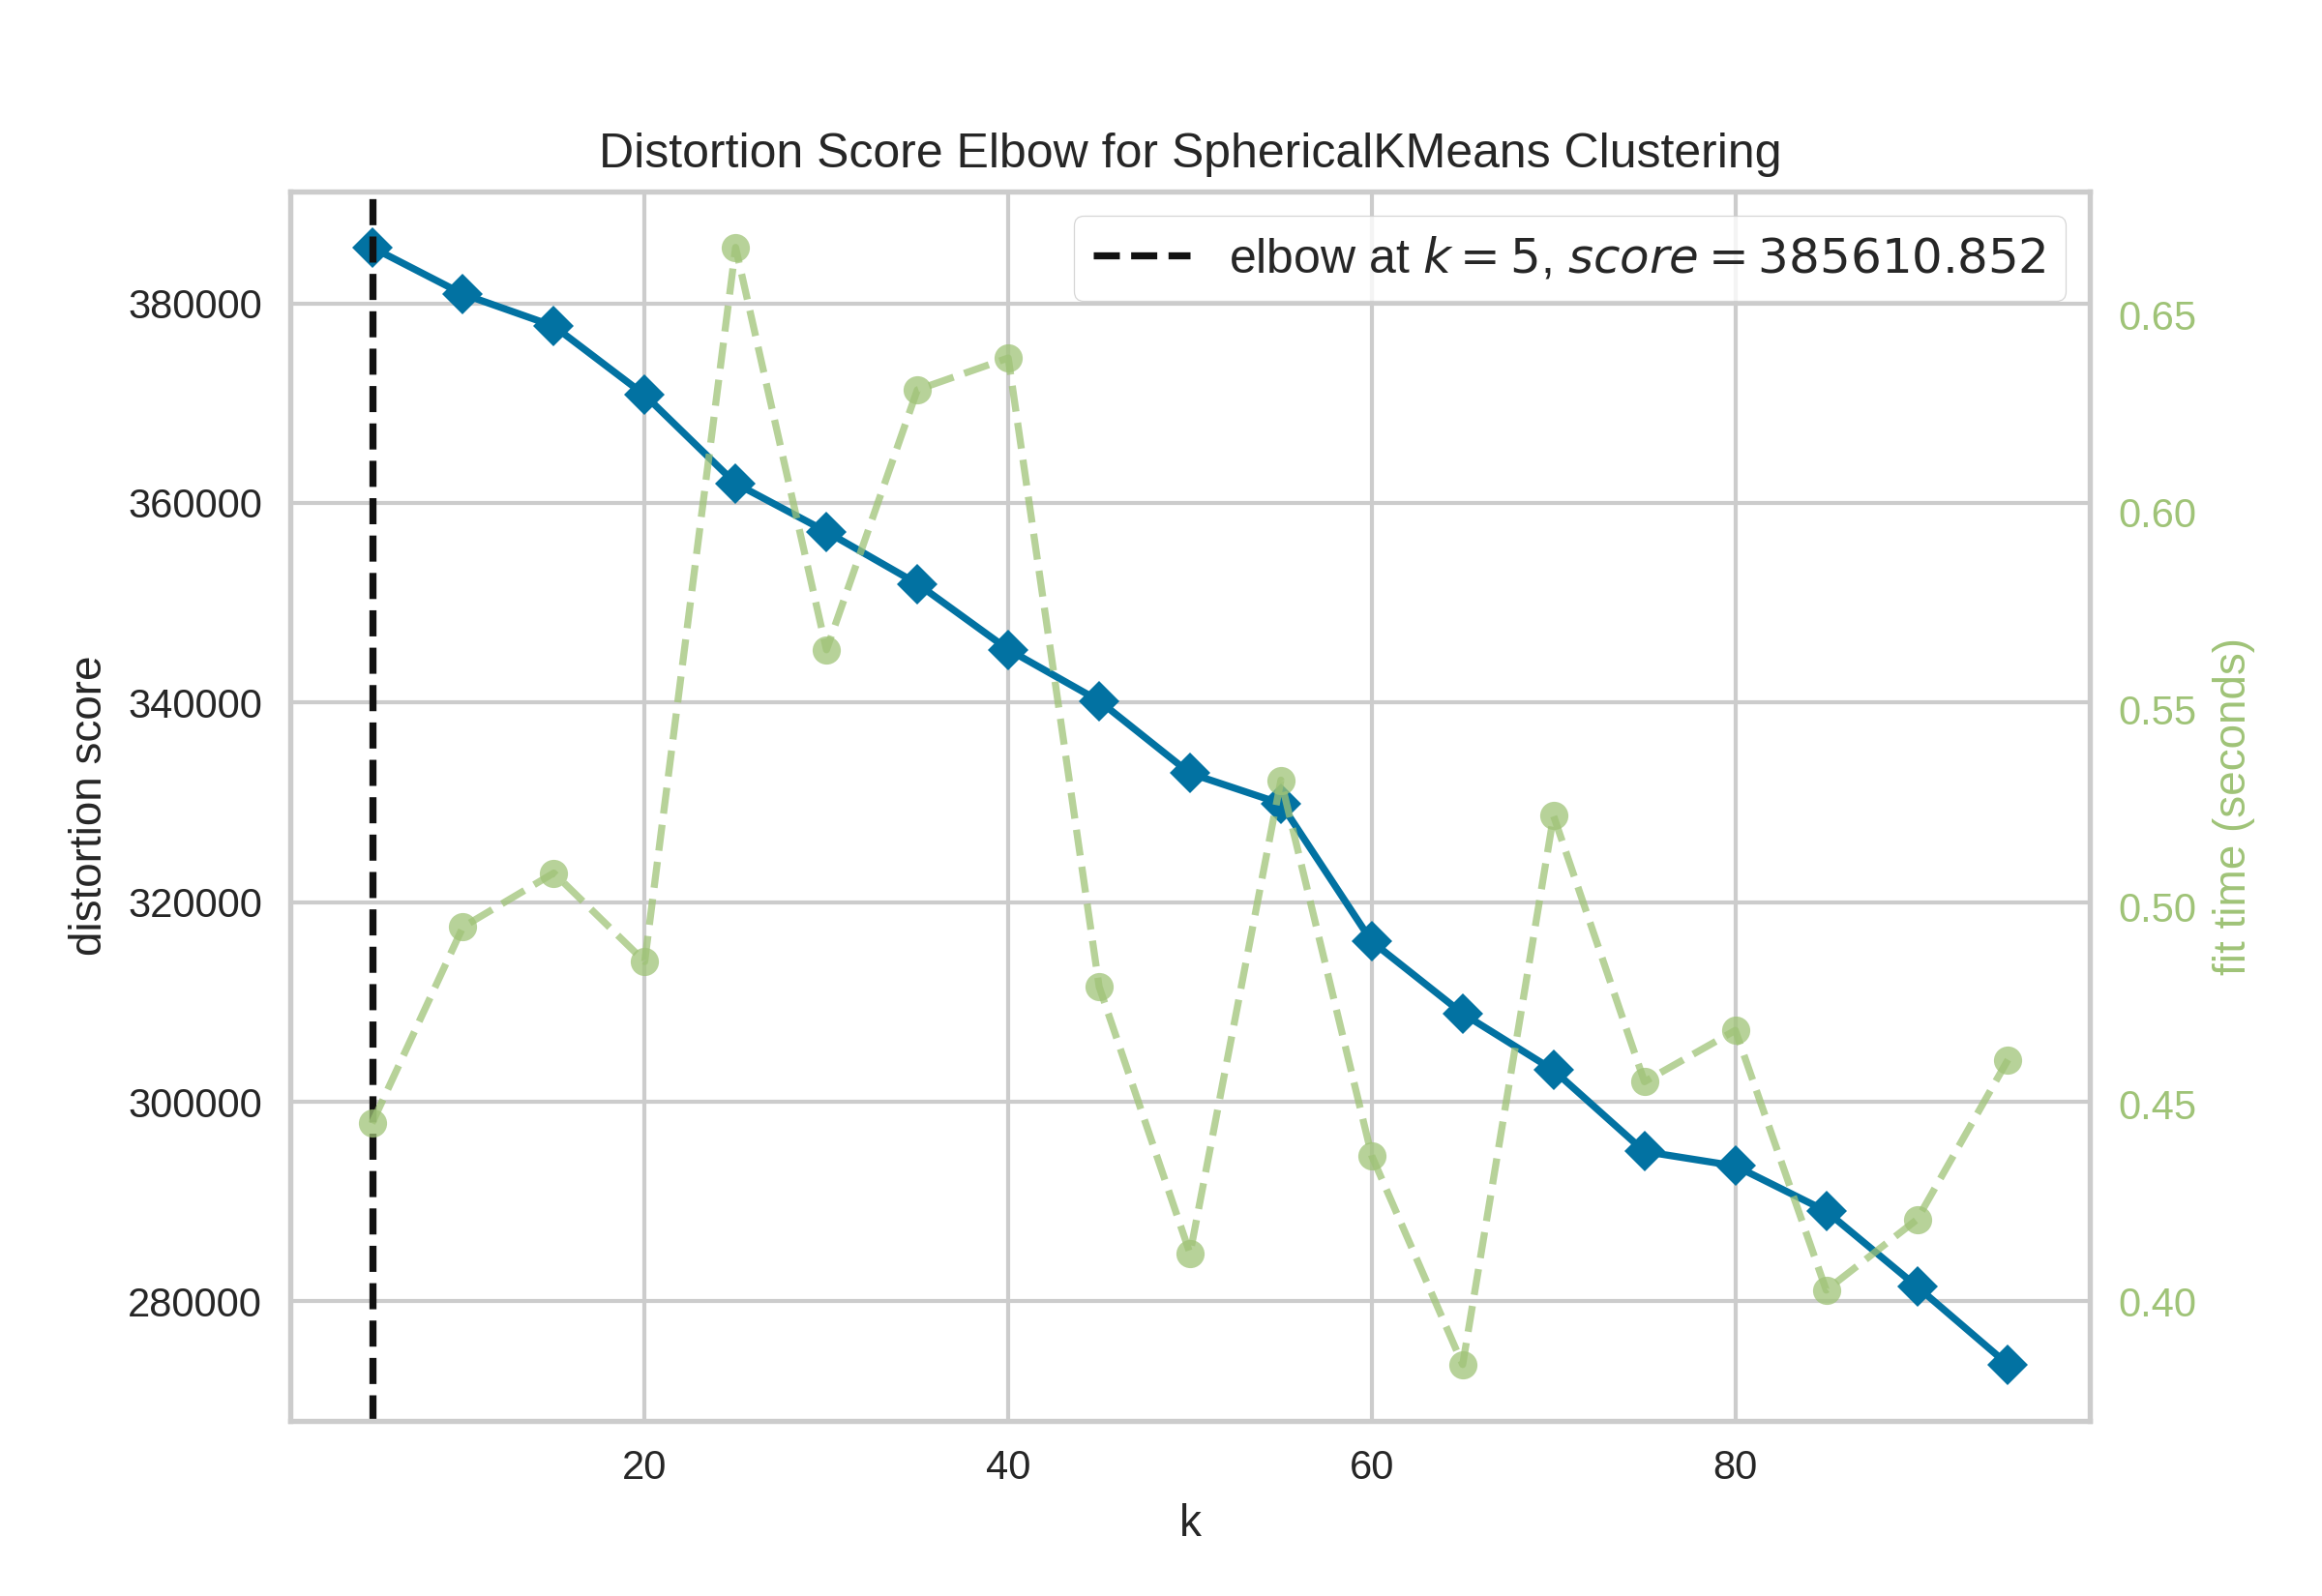 Distortion Score Elbow for SphericalKMeans Clustering
elbow at k = 5, score = 385610.852
380000
360000
340000
320000
300000
280000
distortion score
0.65
0.60
0.55
0.50
0.45
0.40
fit time (seconds)
20 40 60 80
k